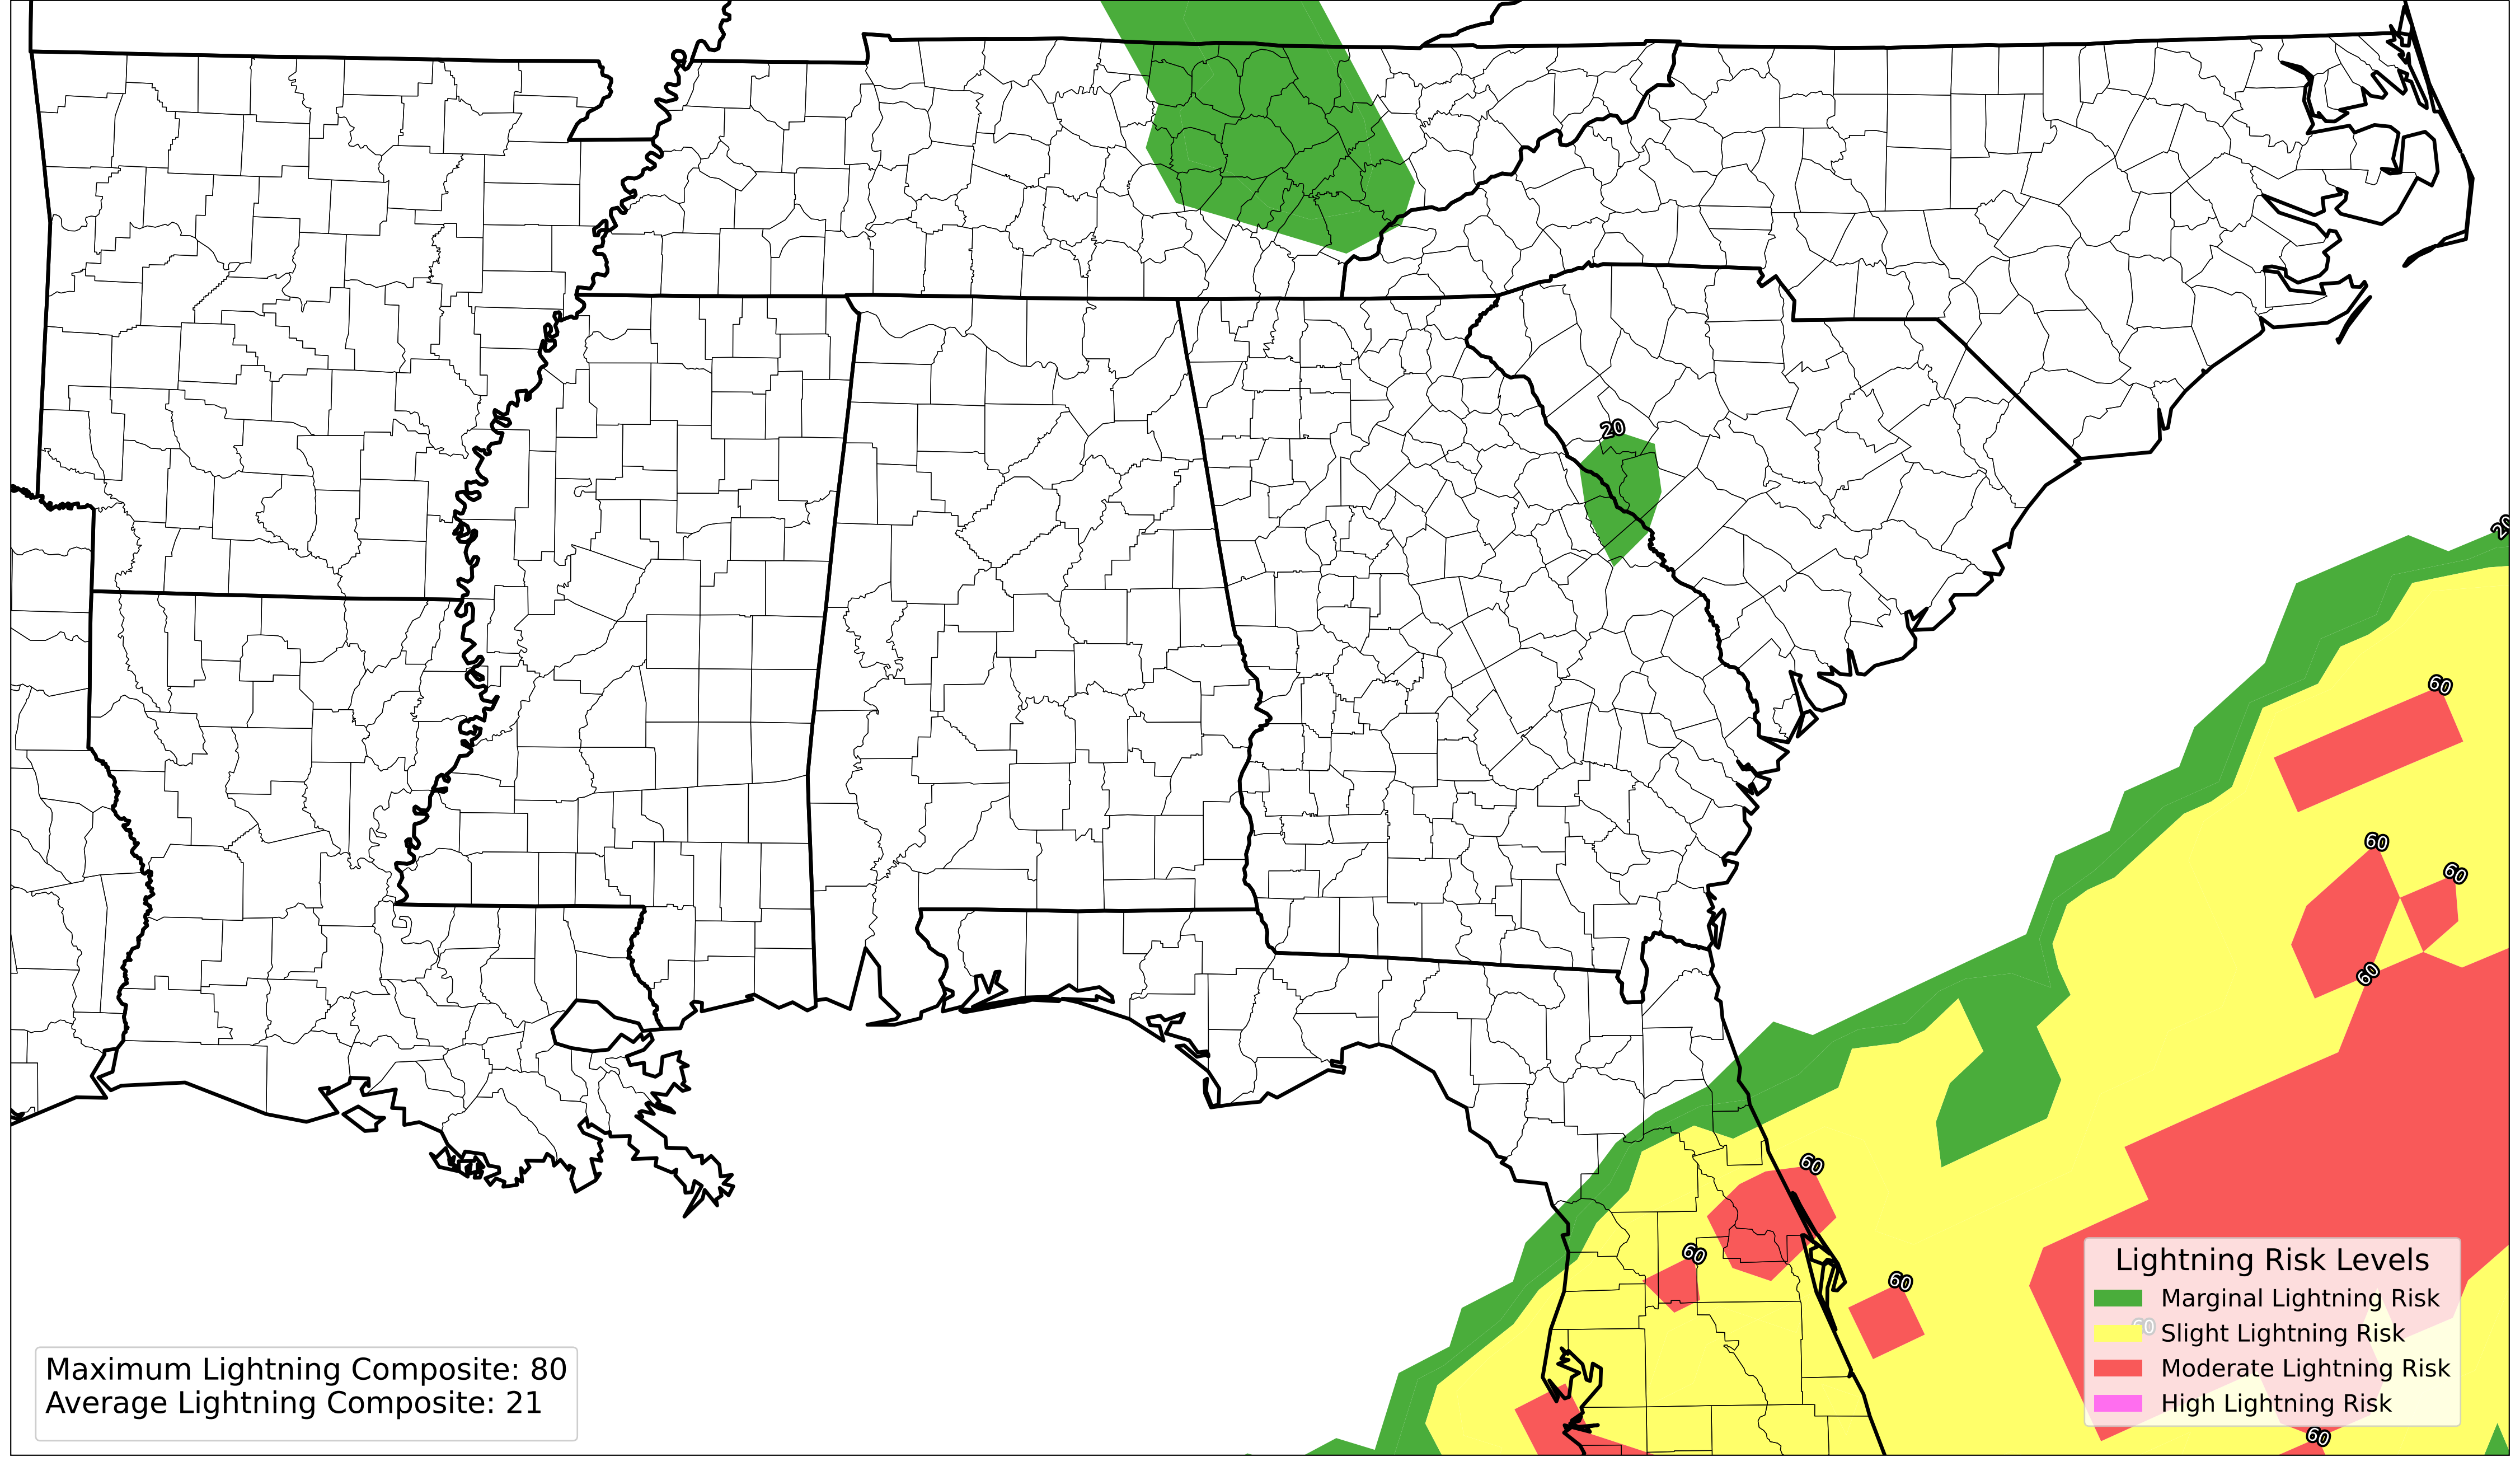 20
20
60
60
60
60
60
60
60
Lightning Risk Levels
Marginal Lightning Risk
60
Slight Lightning Risk
Moderate Lightning Risk
High Lightning Risk
60
Maximum Lightning Composite: 80
Average Lightning Composite: 21